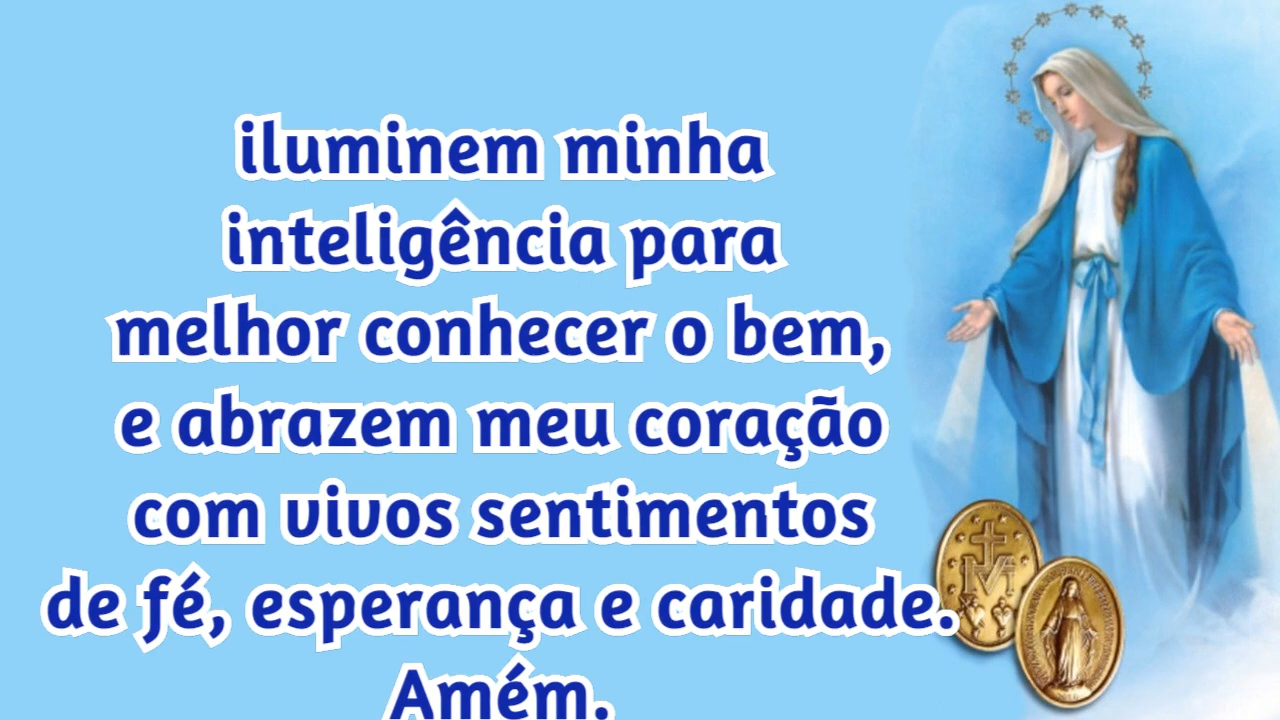 iluminem minha
inteligência para
melhor conhecer o bem,
e abrazem meu coração
com vivos sentimentos
de fé, esperança e caridade.
Amém.
M